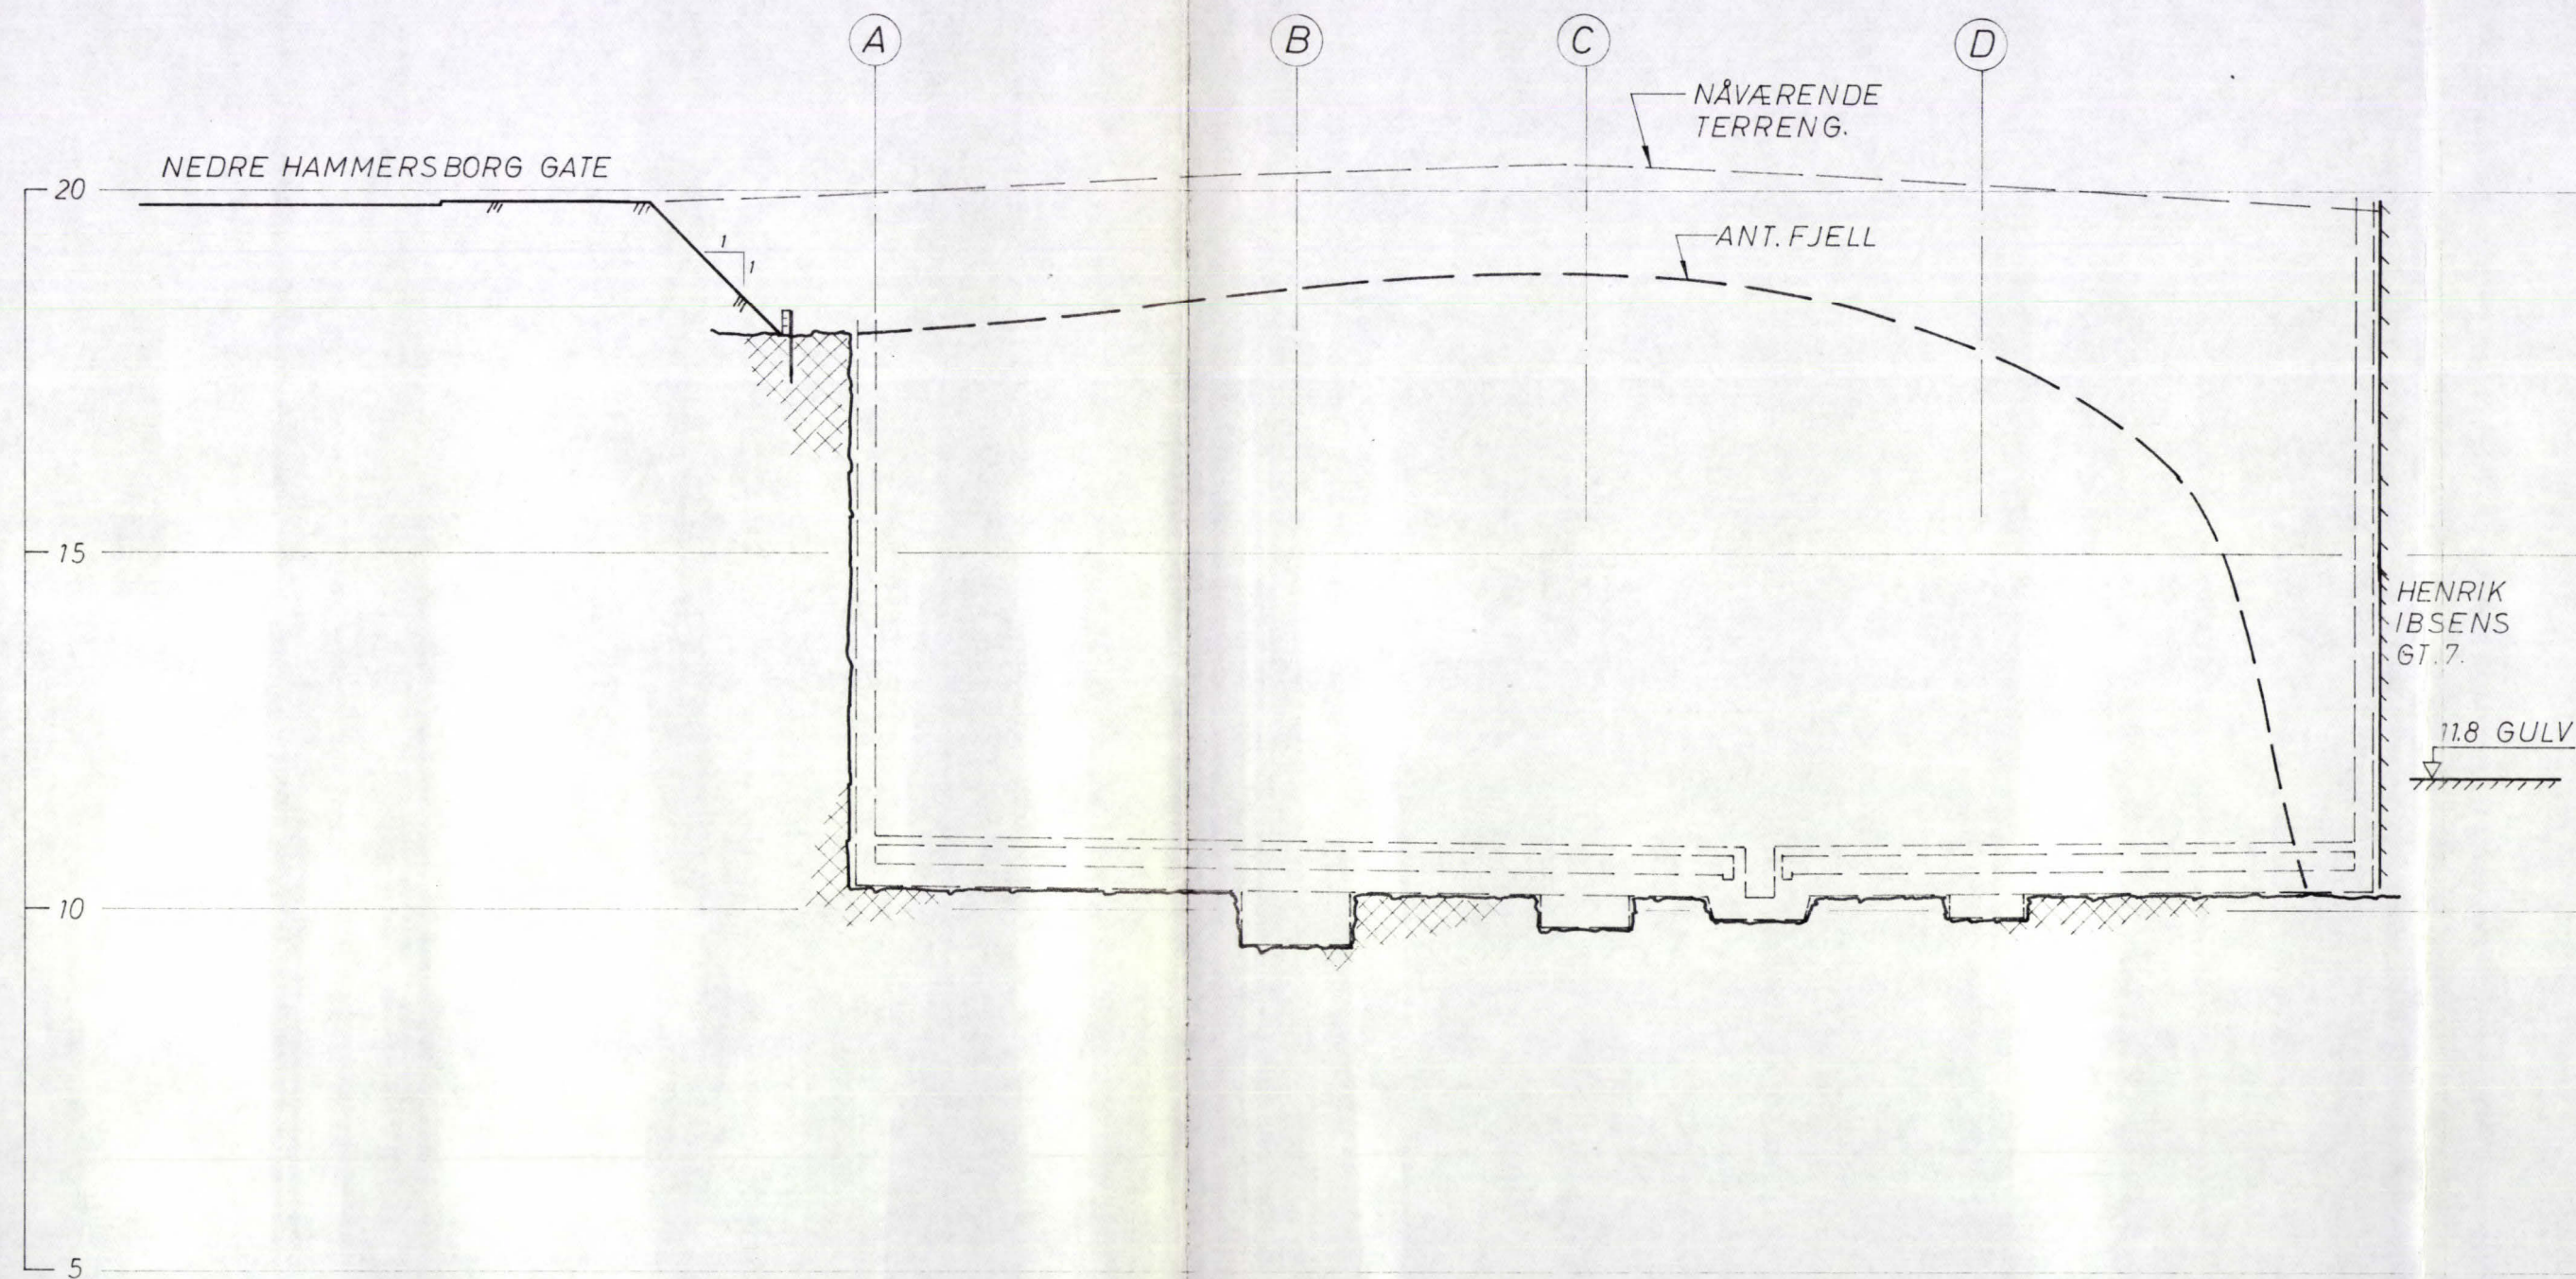 A
B
C
D
NÅVÆRENDE
TERRENG.
NEDRE HAMMERSBORG GATE
20
ANT. FJELL
1
1
15
HENRIK
IBSENS
GT. 7.
11.8 GULV
10
5